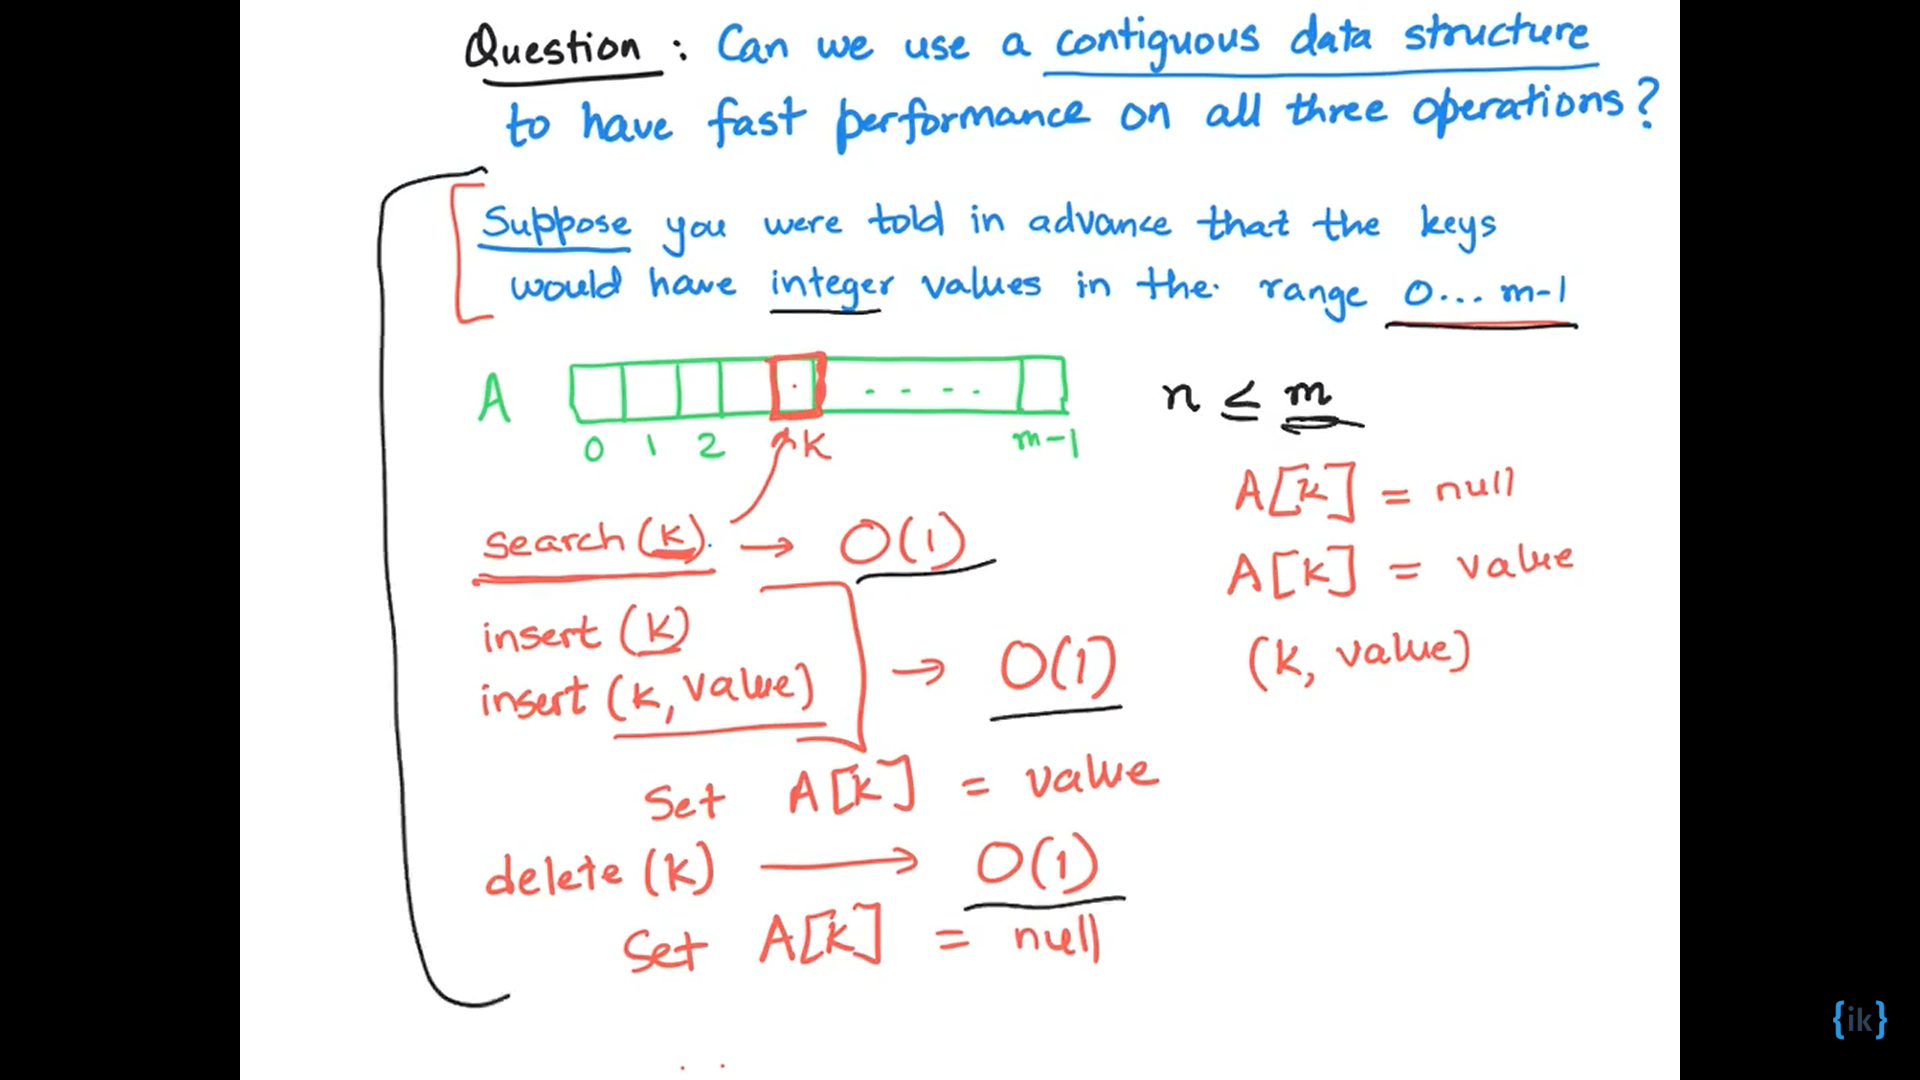 Question : Can we use a contiguous data structure
to have fast performance on all three operations?
Suppose you were told in advance that the keys
would have integer values in the range 0... m-1
A
0 1 2 k m-1
n ≤ m
A[k] = null
A[k] = value
(k, value)
search (k) → O(1)
insert (k)
insert (k, value) → O(1)
Set A[k] = value
delete (k) → O(1)
Set A[k] = null
{ik}